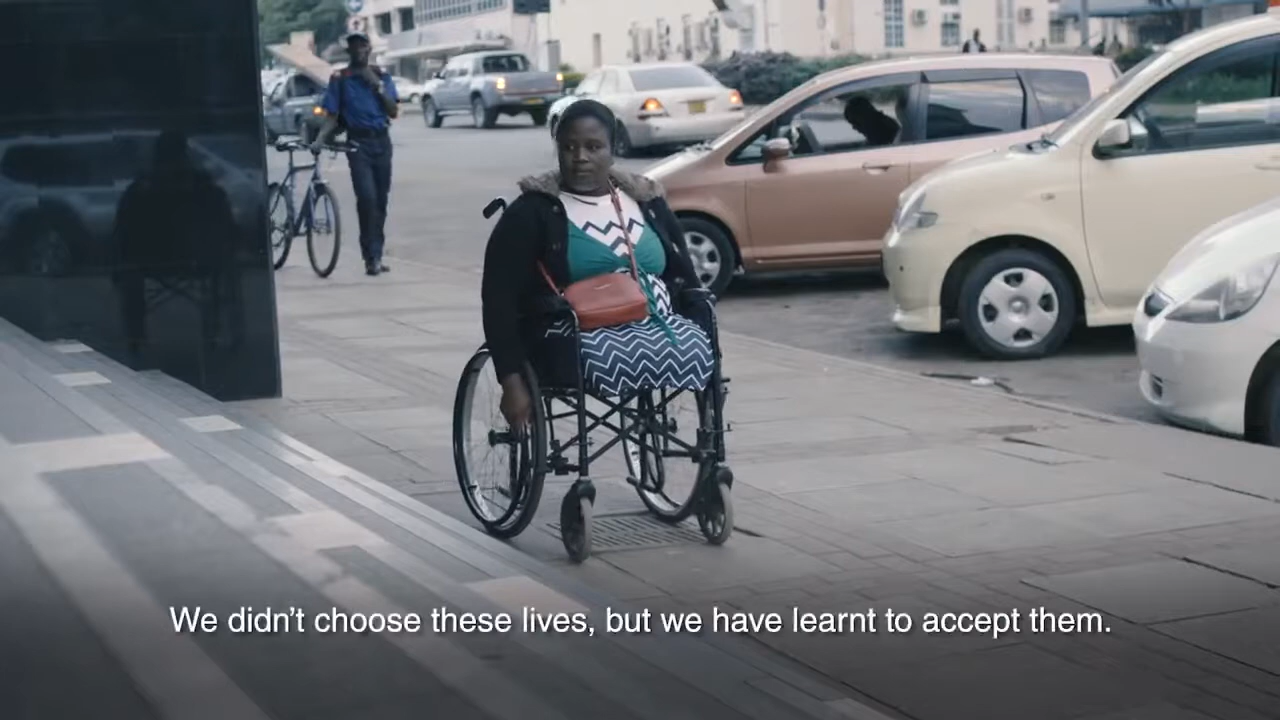 We didn’t choose these lives, but we have learnt to accept them.